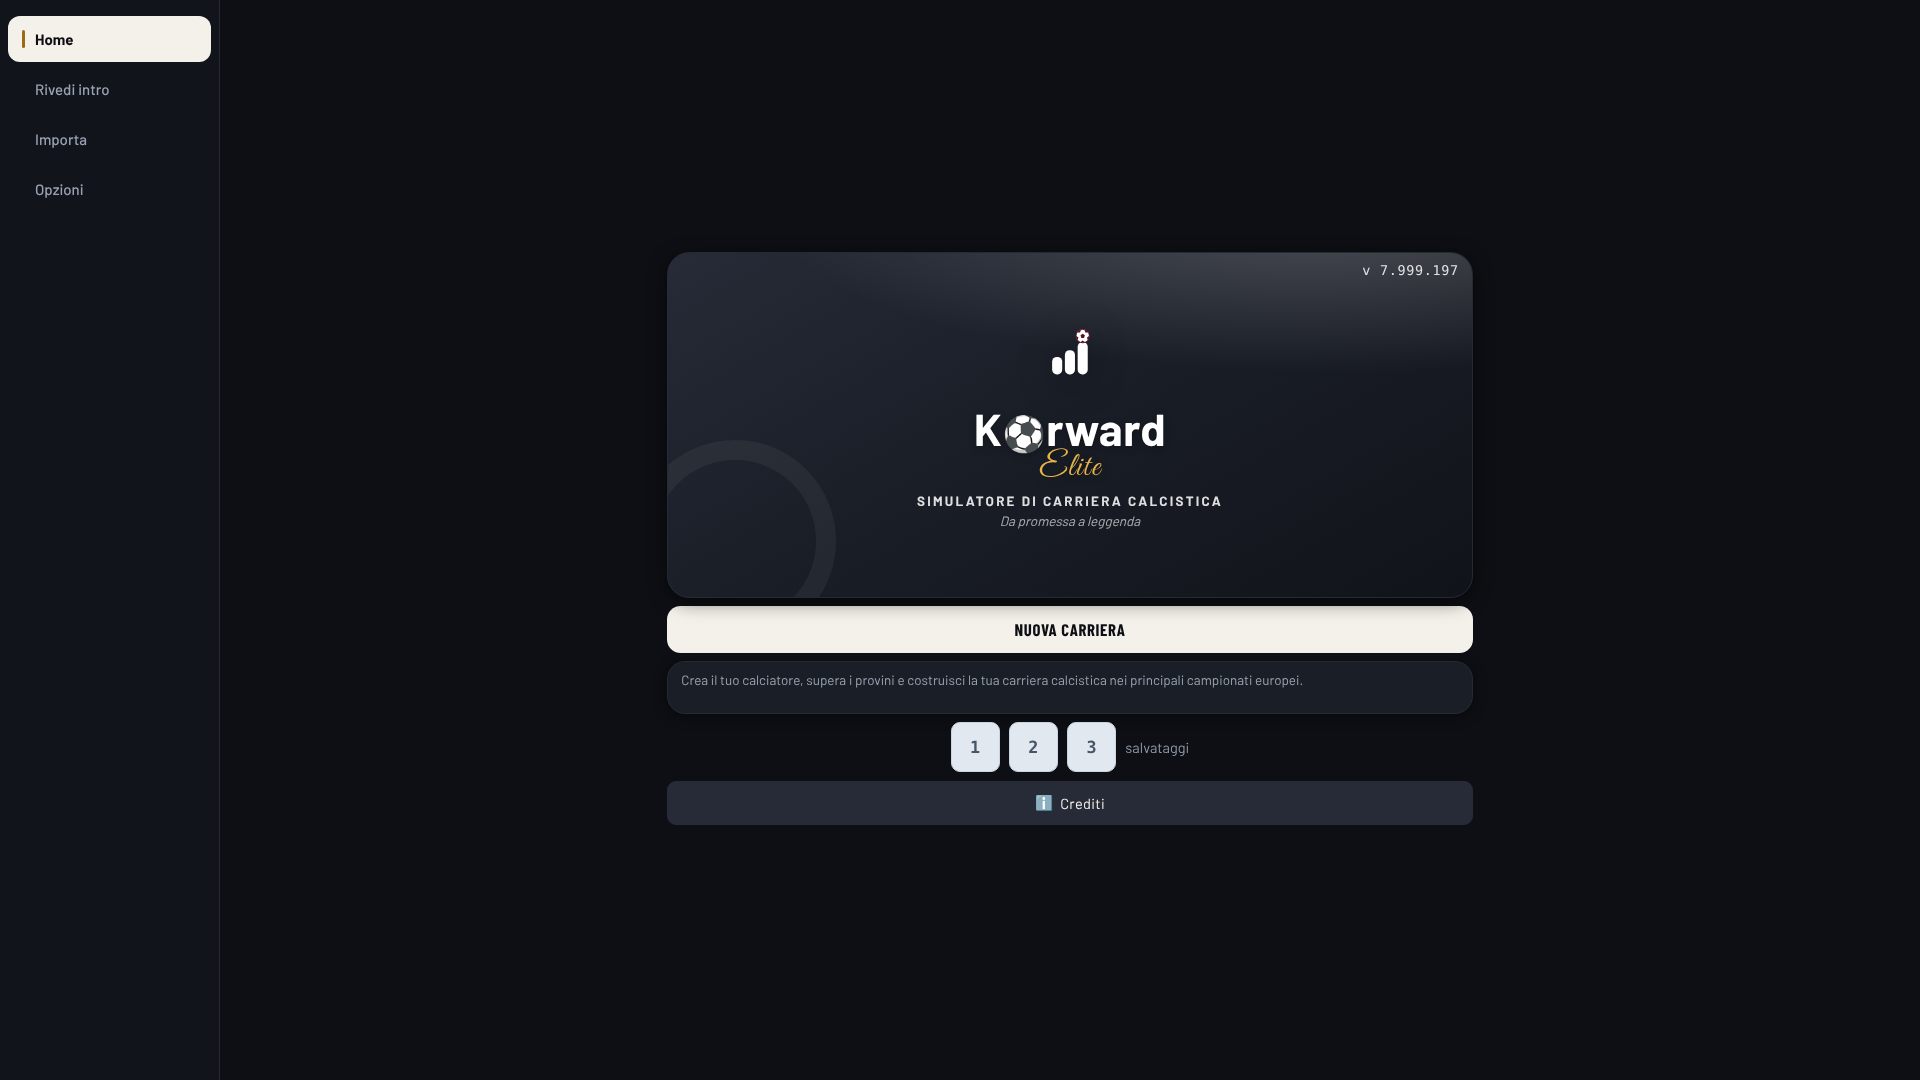 Home
Rivedi intro
Importa
Opzioni
v 7.999.197
K⚽rward
Elite
SIMULATORE DI CARRIERA CALCISTICA
Da promessa a leggenda
NUOVA CARRIERA
Crea il tuo calciatore, supera i provini e costruisci la tua carriera calcistica nei principali campionati europei.
1 2 3 salvataggi
ℹ️ Crediti